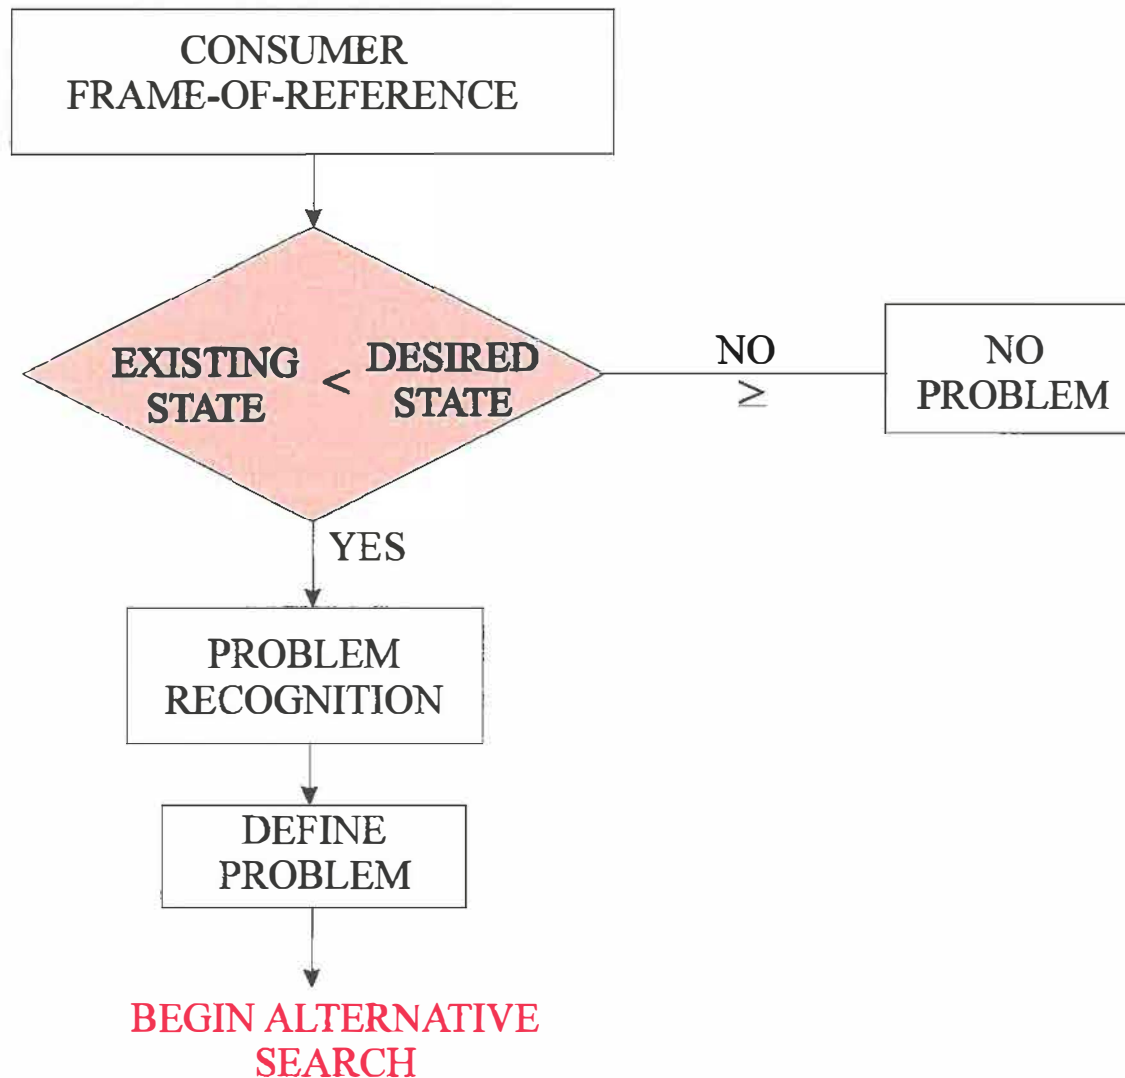 CONSUMER
FRAME-OF-REFERENCE
EXISTING
STATE
<
DESIRED
STATE
NO
≥
NO
PROBLEM
YES
PROBLEM
RECOGNITION
DEFINE
PROBLEM
BEGIN ALTERNATIVE
SEARCH